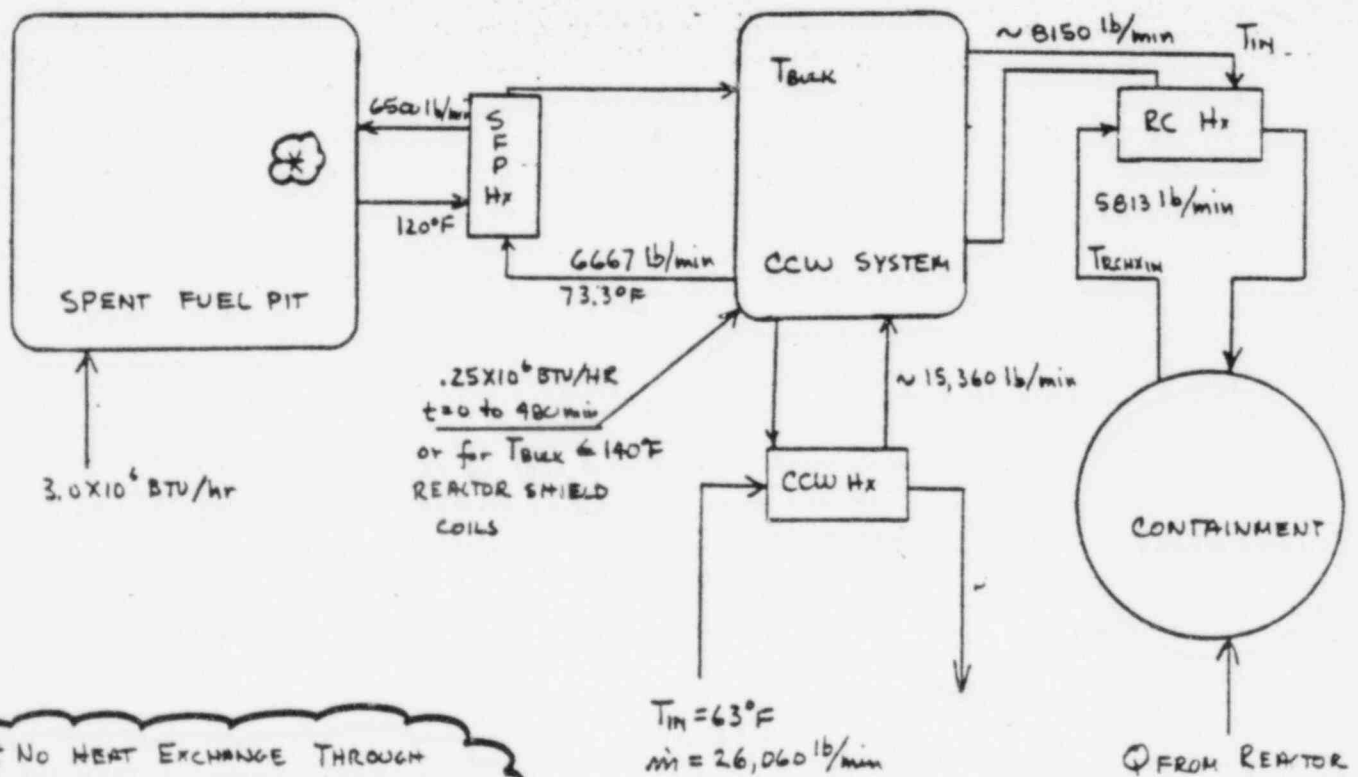 ~ 8150 lb/min
TIN
TBULK
RC Hx
650 lb/min
SFP
Hx
120°F
5813 lb/min
TRCHXIN
6667 lb/min
73.3°F
CCW SYSTEM
SPENT FUEL PIT
.25X10⁶ BTU/HR
t=0 to 480 min
or for TBULK ≤ 140°F
REACTOR SHIELD
COILS
~ 15,360 lb/min
3.0X10⁶ BTU/hr
CCW Hx
CONTAINMENT
TIN = 63°F
ṁ = 26,060 lb/min
Q FROM REACTOR
* NO HEAT EXCHANGE THROUGH